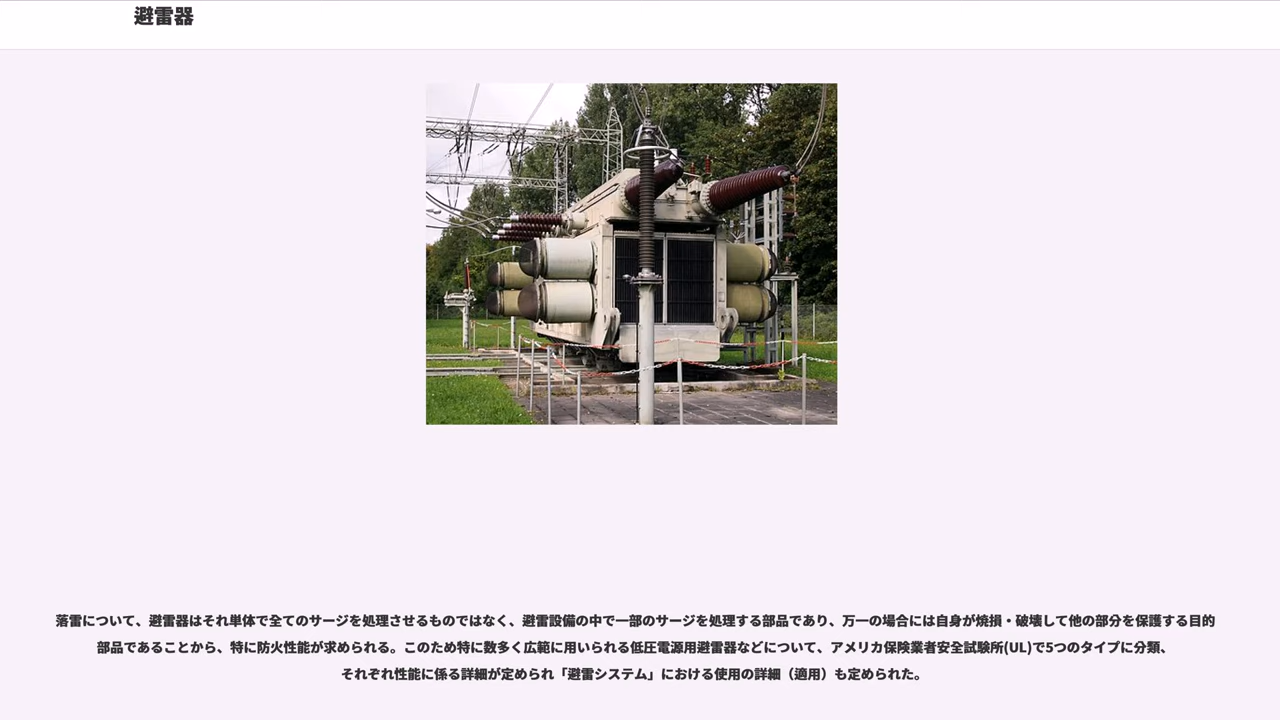 避雷器
落雷について、避雷器はそれ単体で全てのサージを処理させるものではなく、避雷設備の中で一部のサージを処理する部品であり、万一の場合には自身が焼損・破壊して他の部分を保護する目的
部品であることから、特に防火性能が求められる。このため特に数多く広範に用いられる低圧電源用避雷器などについて、アメリカ保険業者安全試験所(UL)で5つのタイプに分類、
それぞれ性能に係る詳細が定められ「避雷システム」における使用の詳細（適用）も定められた。